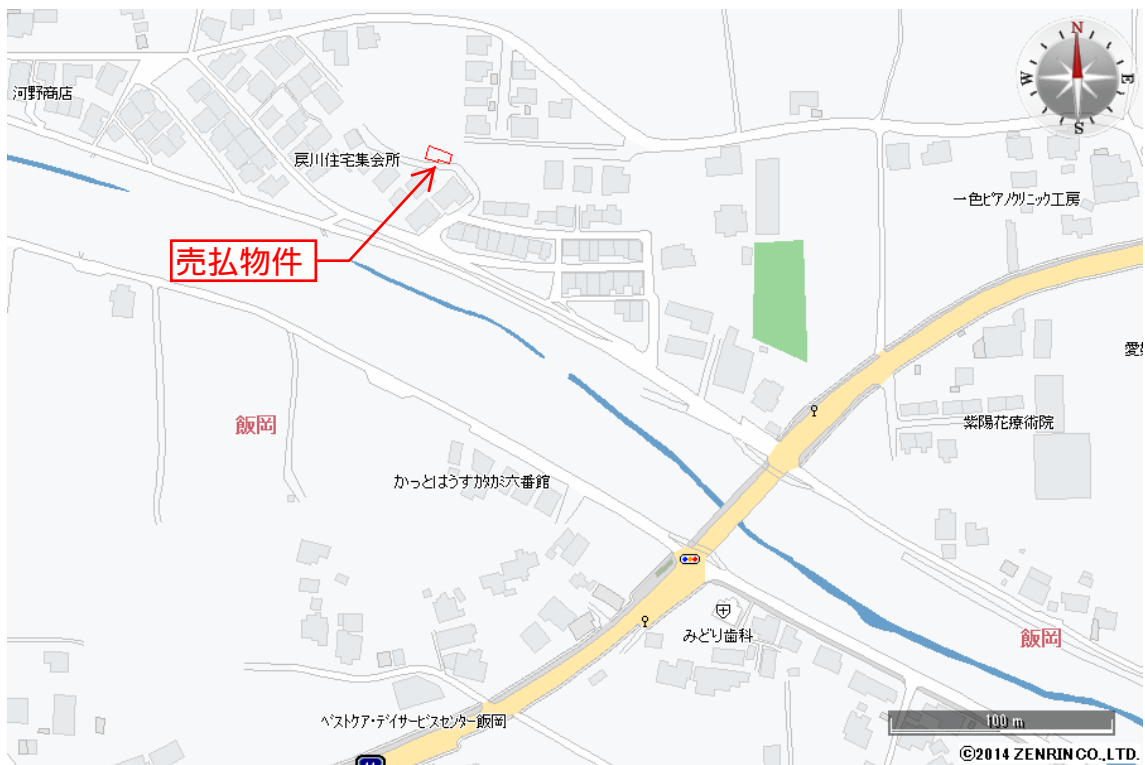 N
W
E
S
河野商店
戻川住宅集会所
一色ピアノクリニック工房
売払物件
愛
紫陽花療術院
飯岡
かっとはうすカタカミ六番館
みどり歯科
飯岡
ベストケア・デイサービスセンター飯岡
100 m
11
©2014 ZENRIN CO., LTD.